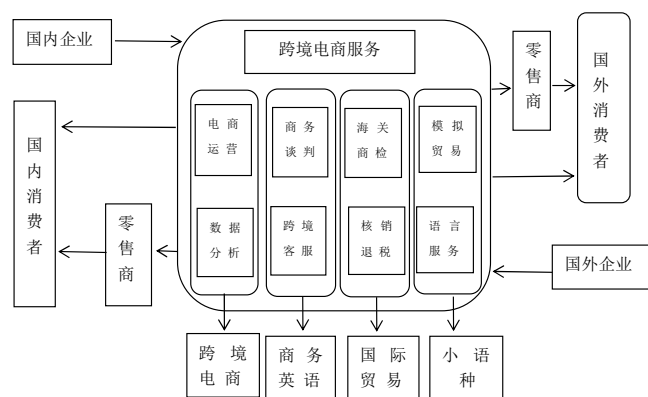 国内企业
跨境电商服务
零售商
国外消费者
电商
运营
商务
谈判
海关
商检
模拟
贸易
国内消费者
零售商
数据
分析
跨境
客服
核销
退税
语言
服务
国外企业
跨境
电商
商务
英语
国际
贸易
小语
种